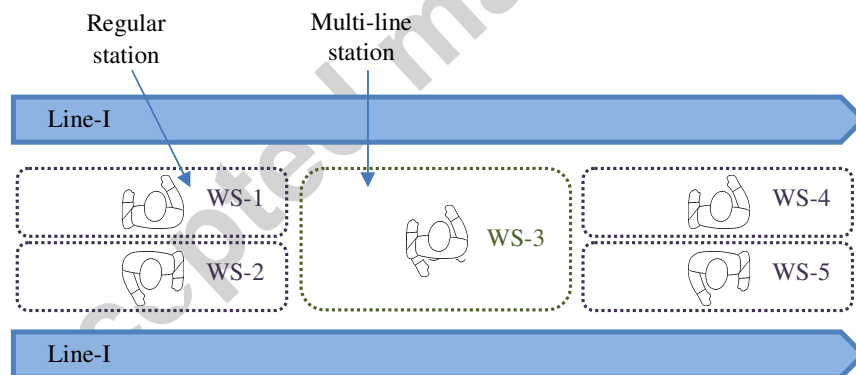 Regular
station
Multi-line
station
Line-I
WS-1
WS-2
WS-3
WS-4
WS-5
Line-I